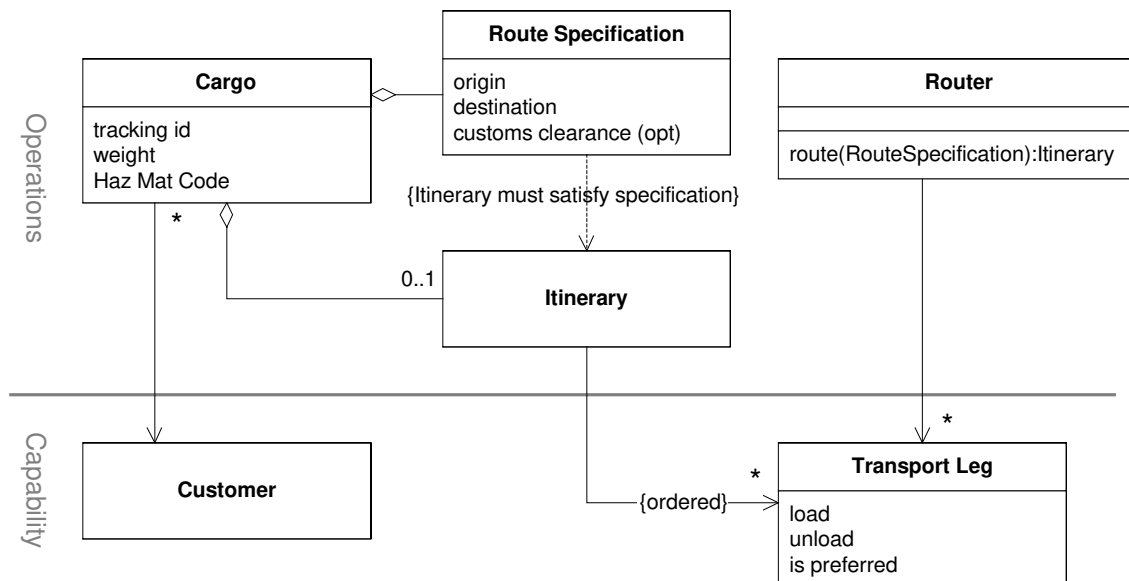 Operations
Cargo
tracking id
weight
Haz Mat Code
Route Specification
origin
destination
customs clearance (opt)
Router
route(RouteSpecification):Itinerary
{Itinerary must satisfy specification}
*
0..1
Itinerary
Capability
Customer
{ordered}
*
*
Transport Leg
load
unload
is preferred